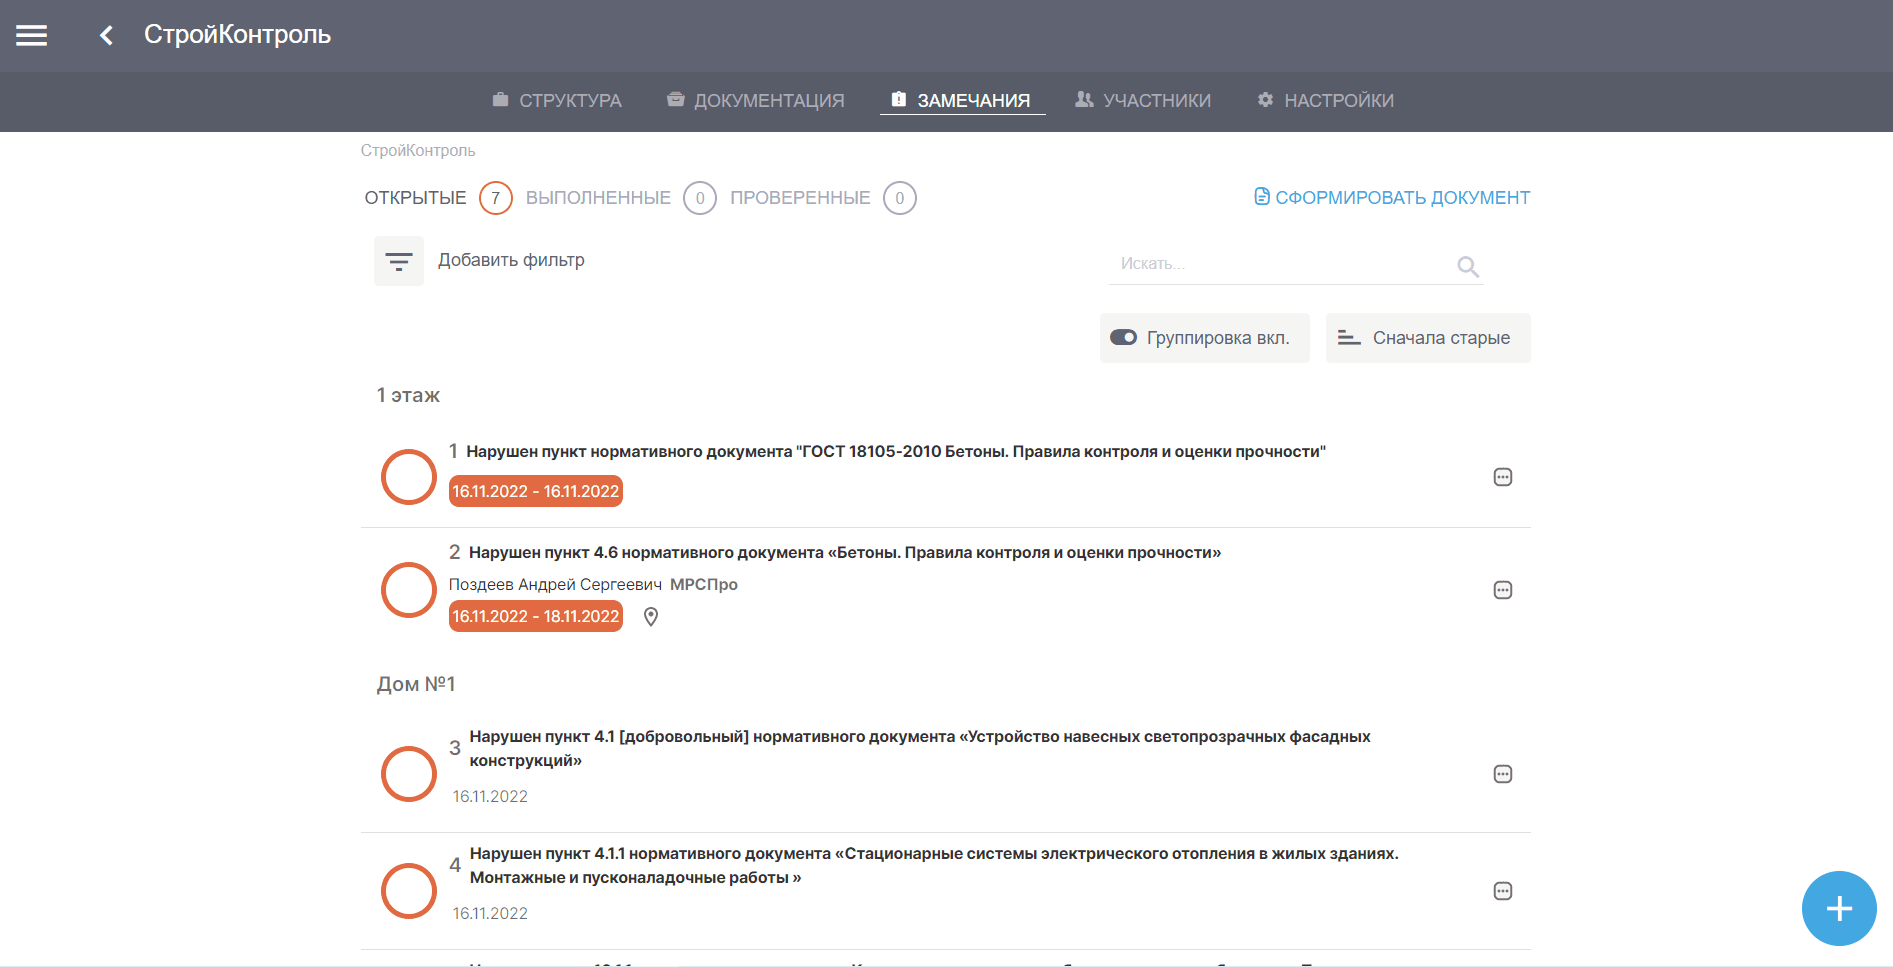 СтройКонтроль
СТРУКТУРА ДОКУМЕНТАЦИЯ ЗАМЕЧАНИЯ УЧАСТНИКИ НАСТРОЙКИ
СтройКонтроль
ОТКРЫТЫЕ 7 ВЫПОЛНЕННЫЕ 0 ПРОВЕРЕННЫЕ 0 СФОРМИРОВАТЬ ДОКУМЕНТ
Добавить фильтр Искать...
Группировка вкл. Сначала старые
1 этаж
1 Нарушен пункт нормативного документа "ГОСТ 18105-2010 Бетоны. Правила контроля и оценки прочности"
16.11.2022 - 16.11.2022
2 Нарушен пункт 4.6 нормативного документа «Бетоны. Правила контроля и оценки прочности»
Поздеев Андрей Сергеевич МРСПро
16.11.2022 - 18.11.2022
Дом №1
3 Нарушен пункт 4.1 [добровольный] нормативного документа «Устройство навесных светопрозрачных фасадных
конструкций»
16.11.2022
4 Нарушен пункт 4.1.1 нормативного документа «Стационарные системы электрического отопления в жилых зданиях.
Монтажные и пусконаладочные работы »
16.11.2022